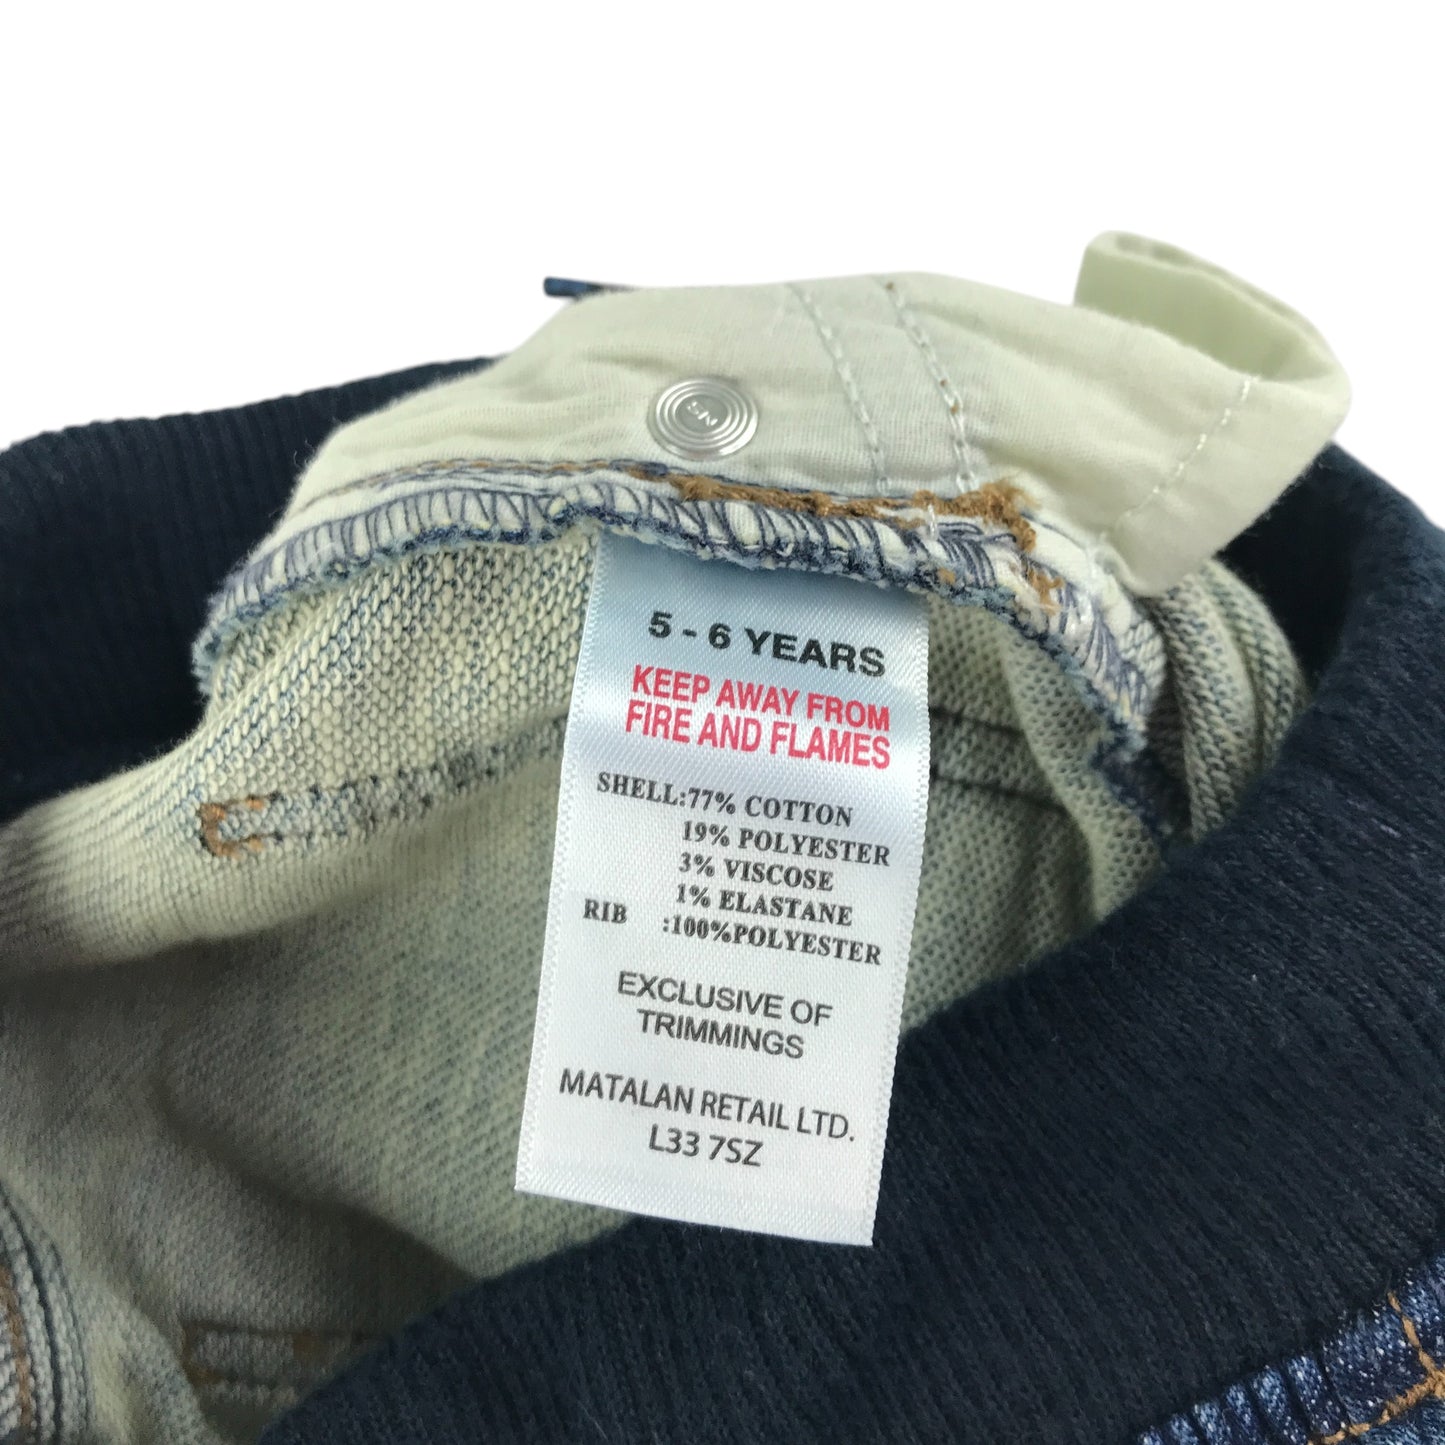 5 - 6 YEARS
KEEP AWAY FROM
FIRE AND FLAMES
SHELL:77% COTTON
19% POLYESTER
3% VISCOSE
1% ELASTANE
RIB :100%POLYESTER
EXCLUSIVE OF
TRIMMINGS
MATALAN RETAIL LTD.
L33 7SZ